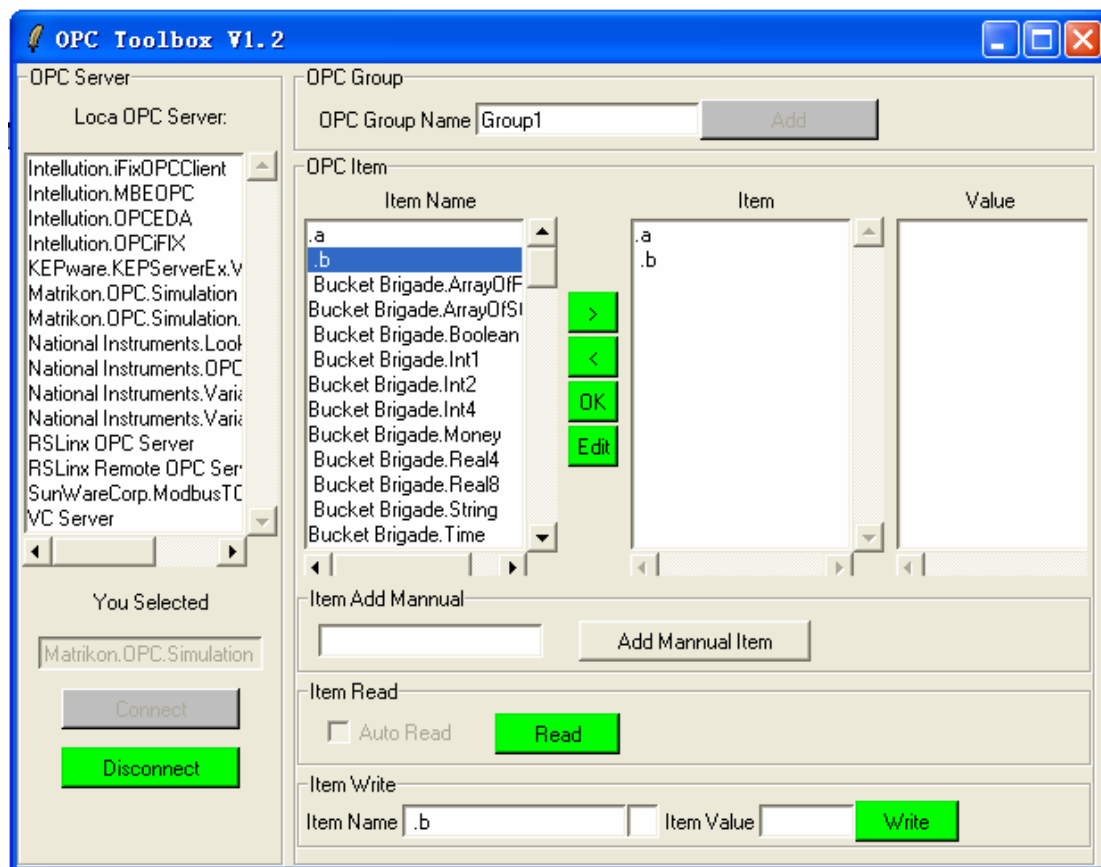 OPC Toolbox V1.2
OPC Server
Loca OPC Server:
Intellution.iFixOPCClient
Intellution.MBEOPC
Intellution.OPCEDA
Intellution.OPCiFIX
KEPware.KEPServerEx.V
Matrikon.OPC.Simulation
Matrikon.OPC.Simulation.
National Instruments.Look
National Instruments.OPC
National Instruments.Varia
National Instruments.Varia
RSLinx OPC Server
RSLinx Remote OPC Ser
SunWareCorp.ModbusTC
VC Server
You Selected
Matrikon.OPC.Simulation
Connect
Disconnect
OPC Group
OPC Group Name Group1 Add
OPC Item
Item Name
.a
.b
Bucket Brigade.ArrayOfF
Bucket Brigade.ArrayOfSt
Bucket Brigade.Boolean
Bucket Brigade.Int1
Bucket Brigade.Int2
Bucket Brigade.Int4
Bucket Brigade.Money
Bucket Brigade.Real4
Bucket Brigade.Real8
Bucket Brigade.String
Bucket Brigade.Time
>
<
OK
Edit
Item
.a
.b
Value
Item Add Mannual
Add Mannual Item
Item Read
Auto Read Read
Item Write
Item Name .b Item Value Write